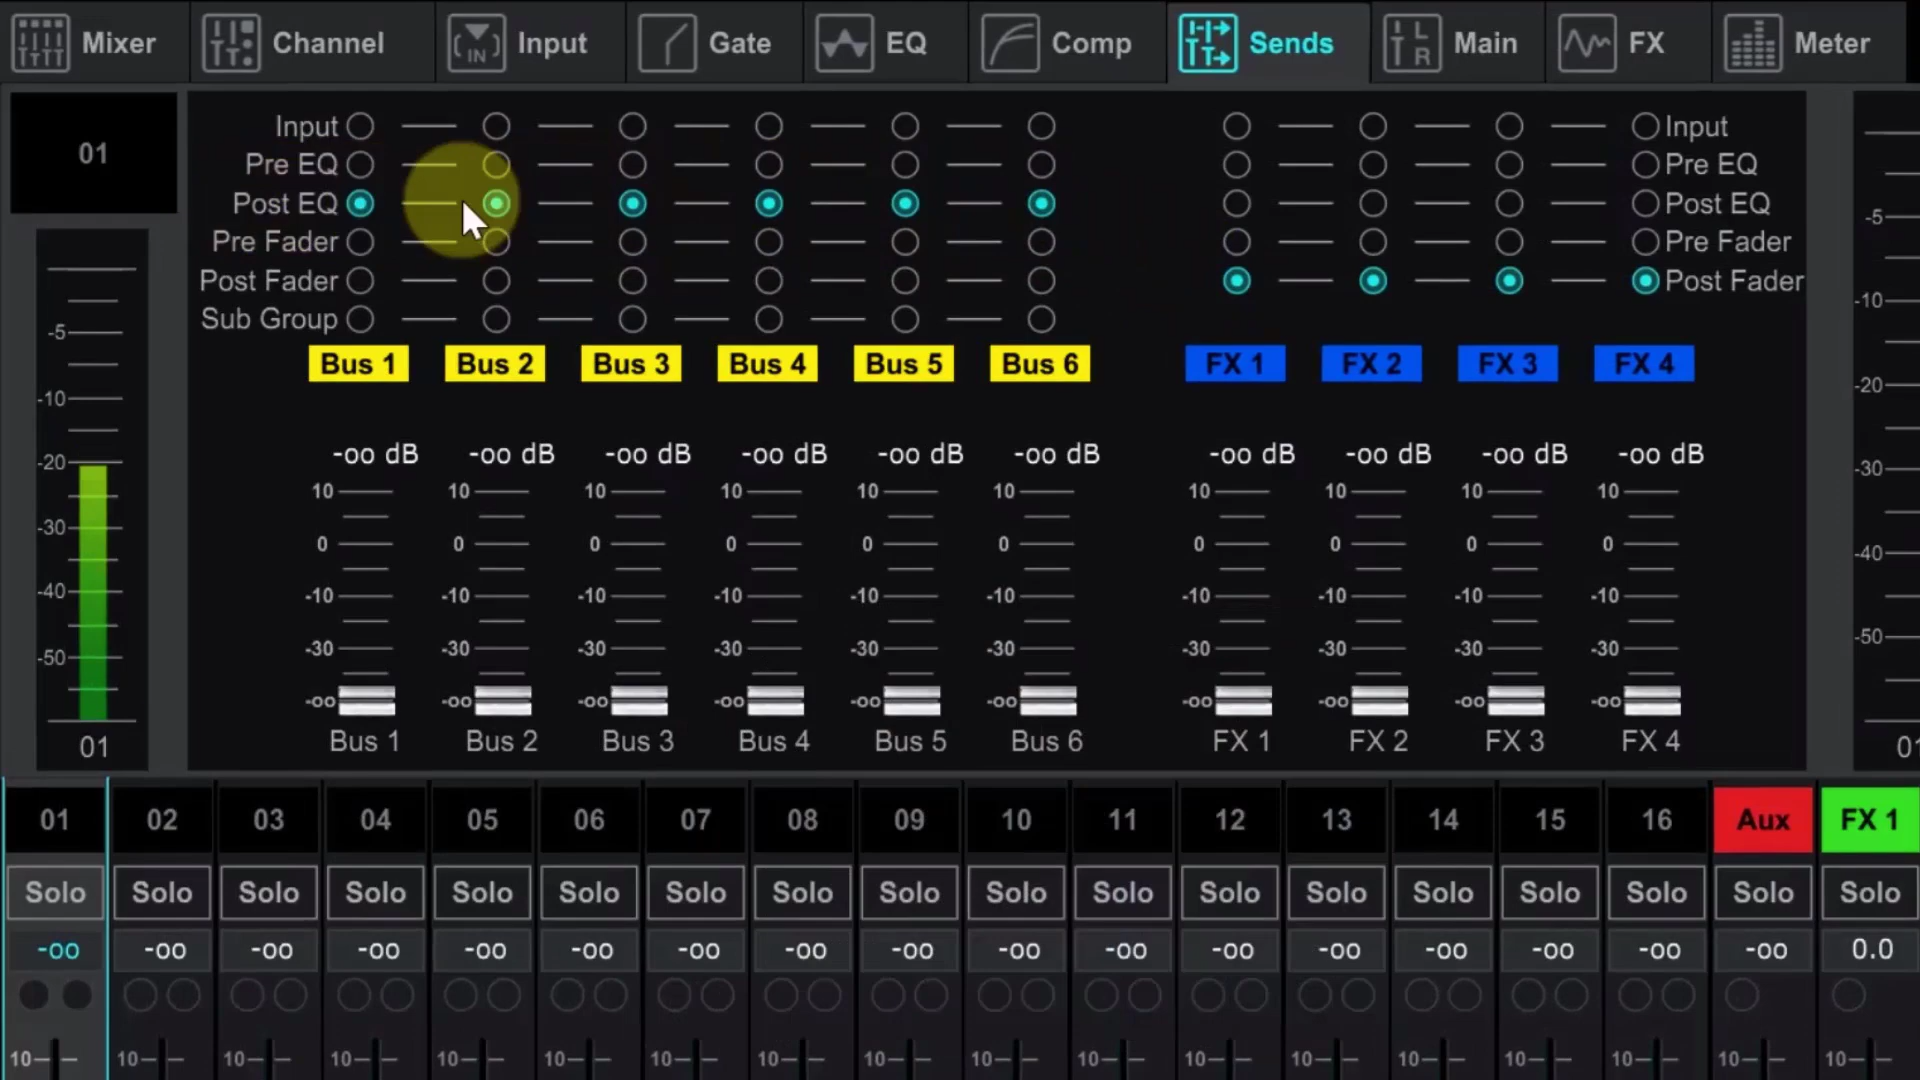 Mixer Channel Input Gate EQ Comp Sends Main FX Meter
IN L R
01
Input Input
Pre EQ Pre EQ
Post EQ Post EQ
Pre Fader Pre Fader
Post Fader Post Fader
Sub Group
Bus 1 Bus 2 Bus 3 Bus 4 Bus 5 Bus 6 FX 1 FX 2 FX 3 FX 4
-oo dB -oo dB -oo dB -oo dB -oo dB -oo dB -oo dB -oo dB -oo dB -oo dB
10 10 10 10 10 10 10 10 10 10
0 0 0 0 0 0 0 0 0 0
-10 -10 -10 -10 -10 -10 -10 -10 -10 -10
-30 -30 -30 -30 -30 -30 -30 -30 -30 -30
-oo -oo -oo -oo -oo -oo -oo -oo -oo -oo
Bus 1 Bus 2 Bus 3 Bus 4 Bus 5 Bus 6 FX 1 FX 2 FX 3 FX 4
-5
-10
-20
-30
-40
-50
01
-5
-10
-20
-30
-40
-50
01 02 03 04 05 06 07 08 09 10 11 12 13 14 15 16 Aux FX 1
Solo Solo Solo Solo Solo Solo Solo Solo Solo Solo Solo Solo Solo Solo Solo Solo Solo Solo
-oo -oo -oo -oo -oo -oo -oo -oo -oo -oo -oo -oo -oo -oo -oo -oo -oo 0.0
10 10 10 10 10 10 10 10 10 10 10 10 10 10 10 10 10 10